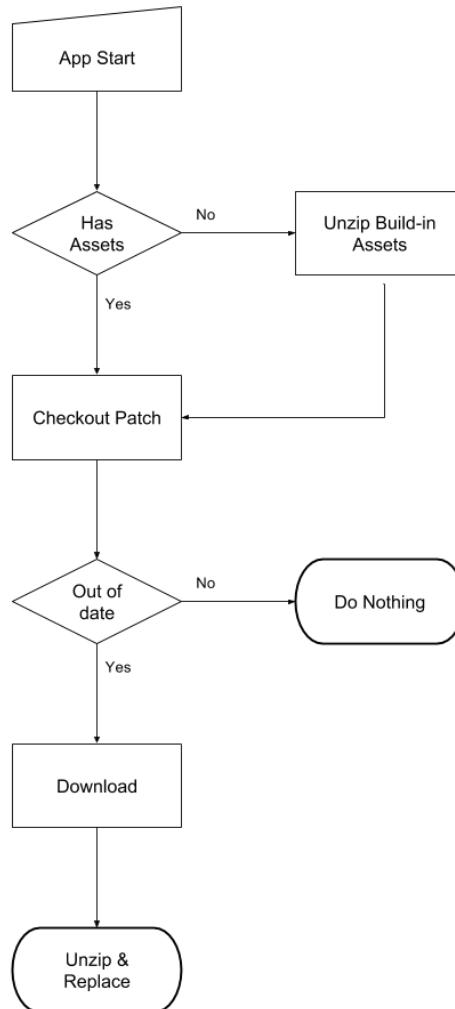 App Start
Has
Assets
No
Unzip Build-in
Assets
Yes
Checkout Patch
Out of
date
No
Do Nothing
Yes
Download
Unzip &
Replace